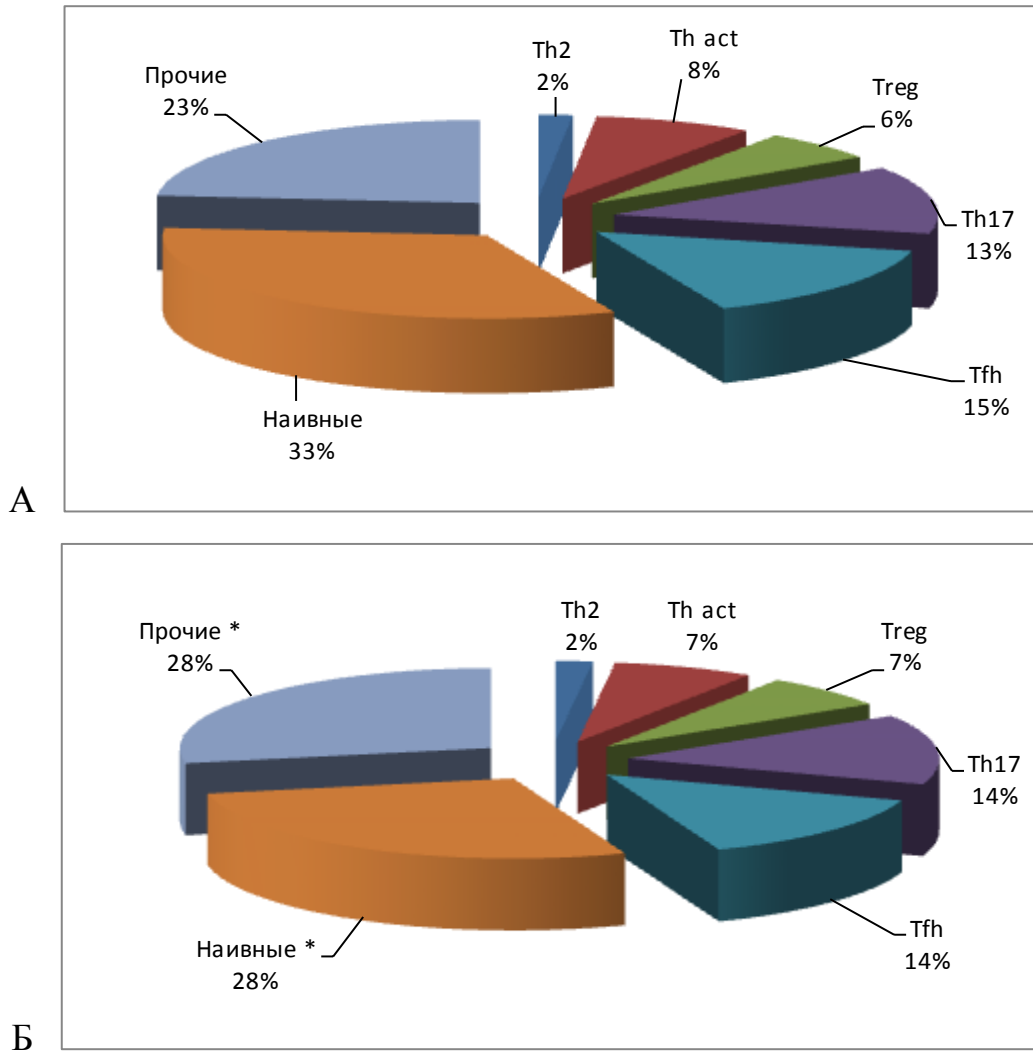 Th2
2%
Th act
8%
Treg
6%
Th17
13%
Tfh
15%
Наивные
33%
Прочие
23%
А
Th2
2%
Th act
7%
Treg
7%
Th17
14%
Tfh
14%
Наивные *
28%
Прочие *
28%
Б